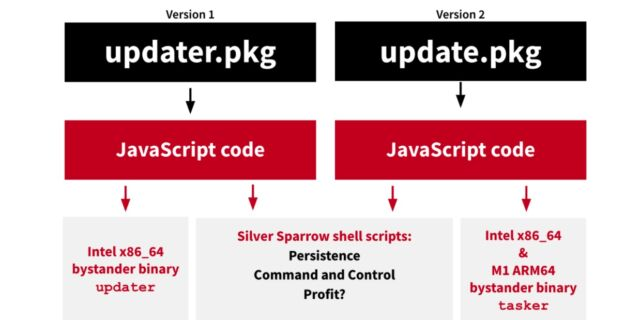 Version 1
Version 2
updater.pkg
update.pkg
JavaScript code
JavaScript code
Intel x86_64
bystander binary
updater
Silver Sparrow shell scripts:
Persistence
Command and Control
Profit?
Intel x86_64
&
M1 ARM64
bystander binary
tasker